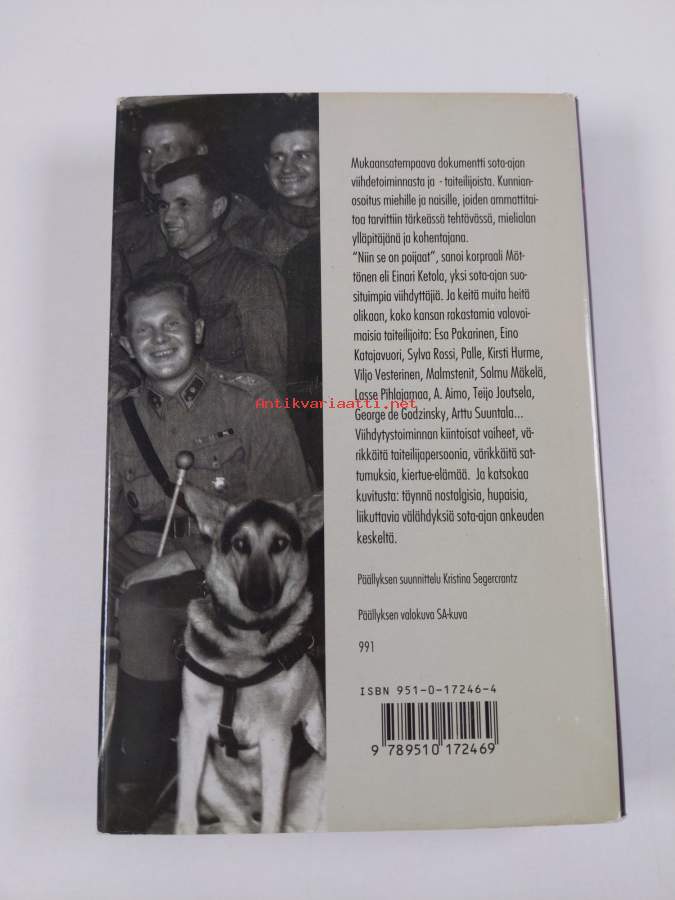 Mukaansatempaava dokumentti sota-ajan
viihdetoiminnasta ja - taiteilijoista. Kunnian-
osoitus miehille ja naisille, joiden ammattitai-
toa tarvittiin tärkeässä tehtävässä, mielialan
ylläpitäjänä ja kohentajana.
"Niin se on poijaat", sanoi korpraali Möt-
tönen eli Einari Ketola, yksi sota-ajan suo-
situimpia viihdyttäjiä. Ja keitä muita heitä
olikaan, koko kansan rakastamia valovoi-
maisia taiteilijoita: Esa Pakarinen, Eino
Katajavuori, Sylva Rossi, Palle, Kirsti Hurme,
Viljo Vesterinen, Malmstenit, Solmu Mäkelä,
Lasse Pihlajamaa, A. Aimo, Teijo Joutsela,
Antikvariaatti.net
George de Godzinsky, Arttu Suuntala...
Viihdytystoiminnan kiintoisat vaiheet, vä-
rikkäitä taiteilijapersoonia, värikkäitä sat-
tumuksia, kiertue-elämää. Ja katsokaa
kuvitusta: täynnä nostalgisia, hupaisia,
liikuttavia välähdyksiä sota-ajan ankeuden
keskeltä.
Päällyksen suunnittelu Kristina Segercrantz
Päällyksen valokuva SA-kuva
991
ISBN 951-0-17246-4
9 789510 172469